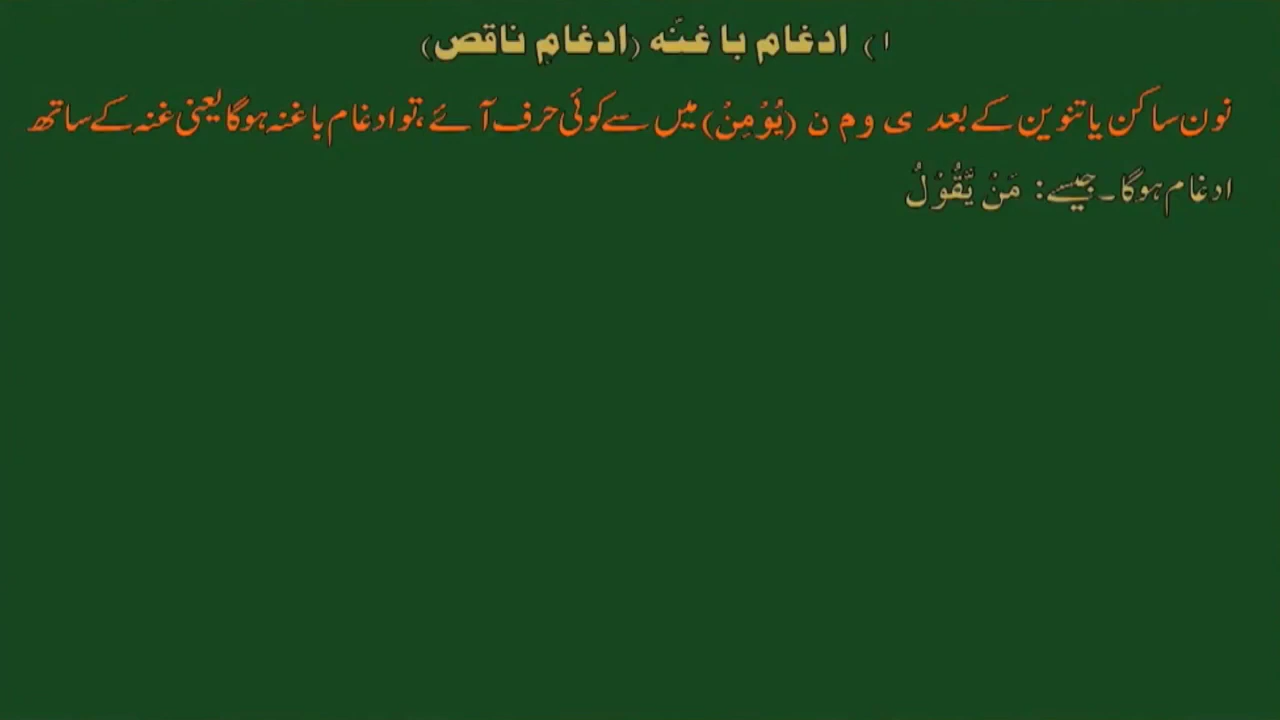 ۱) ادغام با غنّہ (ادغامِ ناقص)
نون ساکن یا تنوین کے بعد ی و م ن (یُوْمِنْ) میں سے کوئی حرف آئے، تو ادغام با غنہ ہوگا یعنی غنہ کے ساتھ
ادغام ہوگا۔ جیسے: مَنْ یَّقُوْلُ